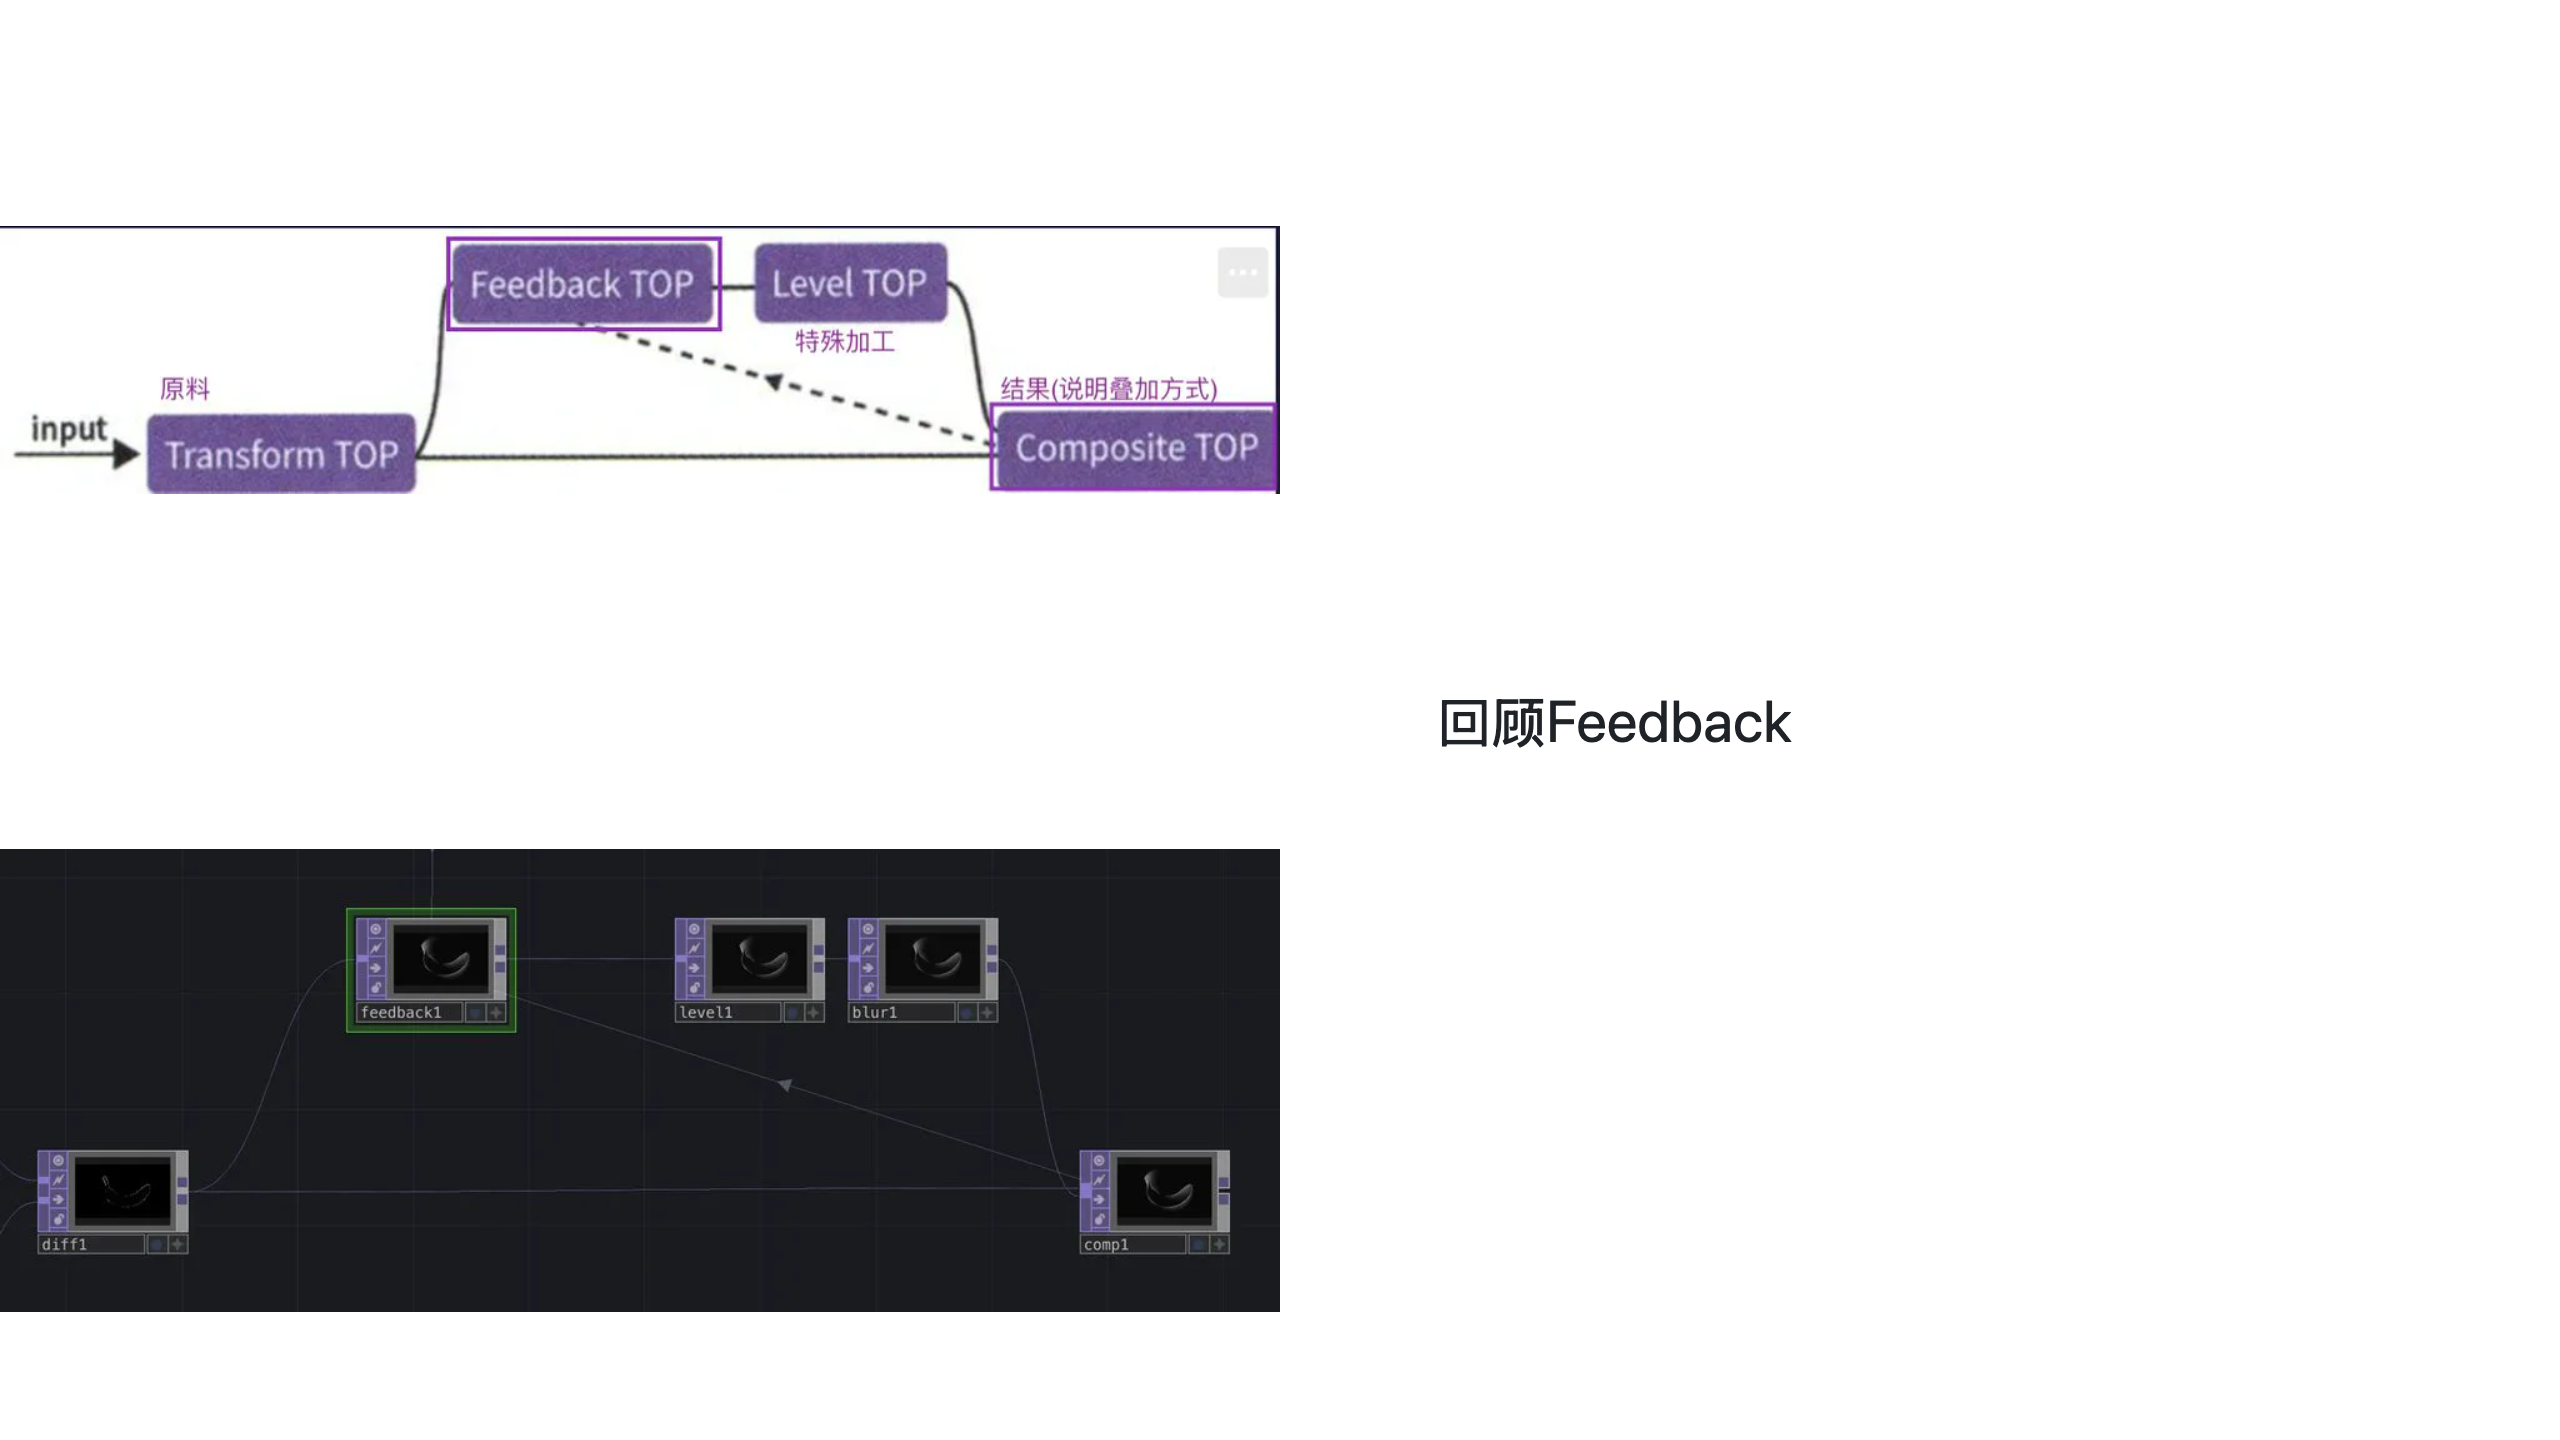 Feedback TOP
Level TOP
特殊加工
原料
结果(说明叠加方式)
input
Transform TOP
Composite TOP
回顾Feedback
feedback1
level1
blur1
diff1
comp1